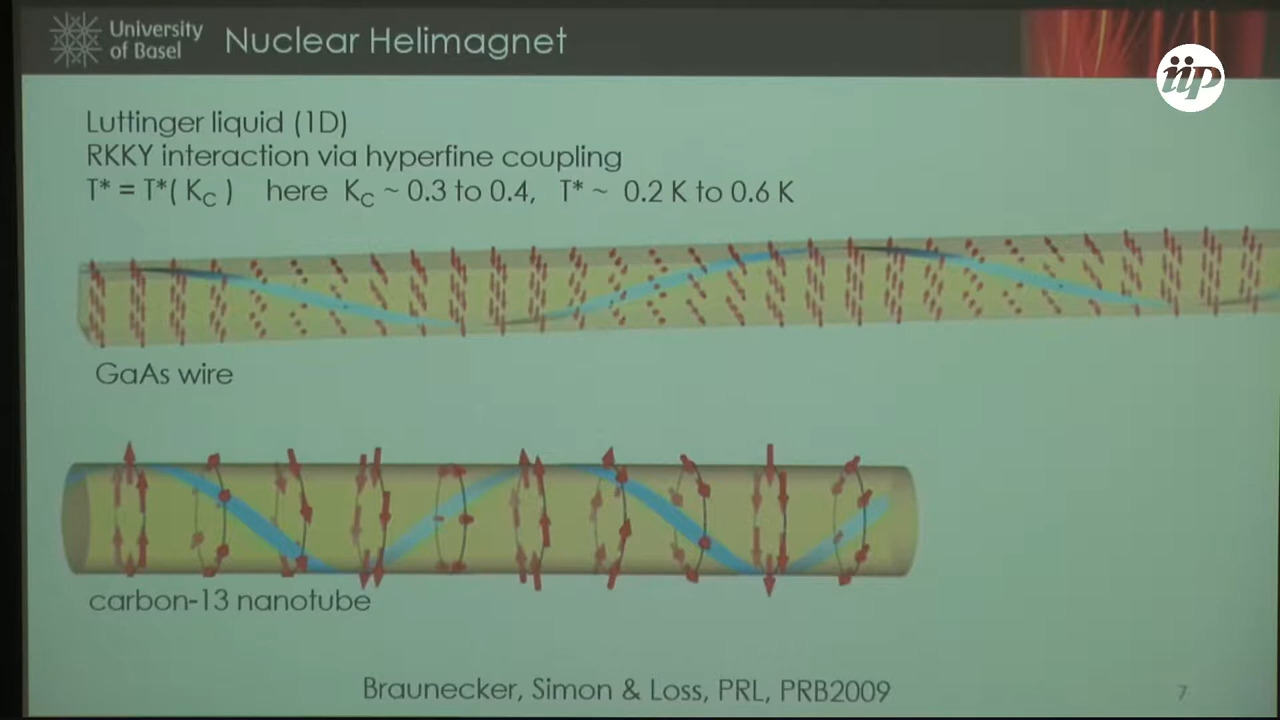 University
of Basel
Nuclear Helimagnet
iip
Luttinger liquid (1D)
RKKY interaction via hyperfine coupling
T* = T*( K_C )   here  K_C ~ 0.3 to 0.4,   T* ~  0.2 K to 0.6 K
GaAs wire
carbon-13 nanotube
Braunecker, Simon & Loss, PRL, PRB2009
7